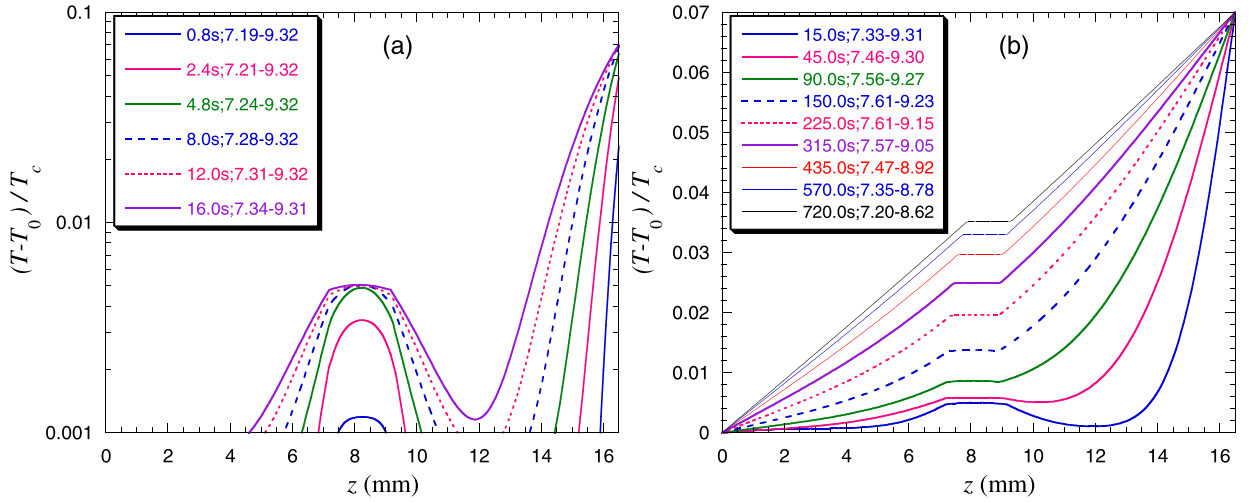 0.1
0.01
0.001
(T-T0) / Tc
0.8s;7.19-9.32
2.4s;7.21-9.32
4.8s;7.24-9.32
8.0s;7.28-9.32
12.0s;7.31-9.32
16.0s;7.34-9.31
(a)
0 2 4 6 8 10 12 14 16
z (mm)
0.07
0.06
0.05
0.04
0.03
0.02
0.01
0
(T-T0) / Tc
15.0s;7.33-9.31
45.0s;7.46-9.30
90.0s;7.56-9.27
150.0s;7.61-9.23
225.0s;7.61-9.15
315.0s;7.57-9.05
435.0s;7.47-8.92
570.0s;7.35-8.78
720.0s;7.20-8.62
(b)
0 2 4 6 8 10 12 14 16
z (mm)